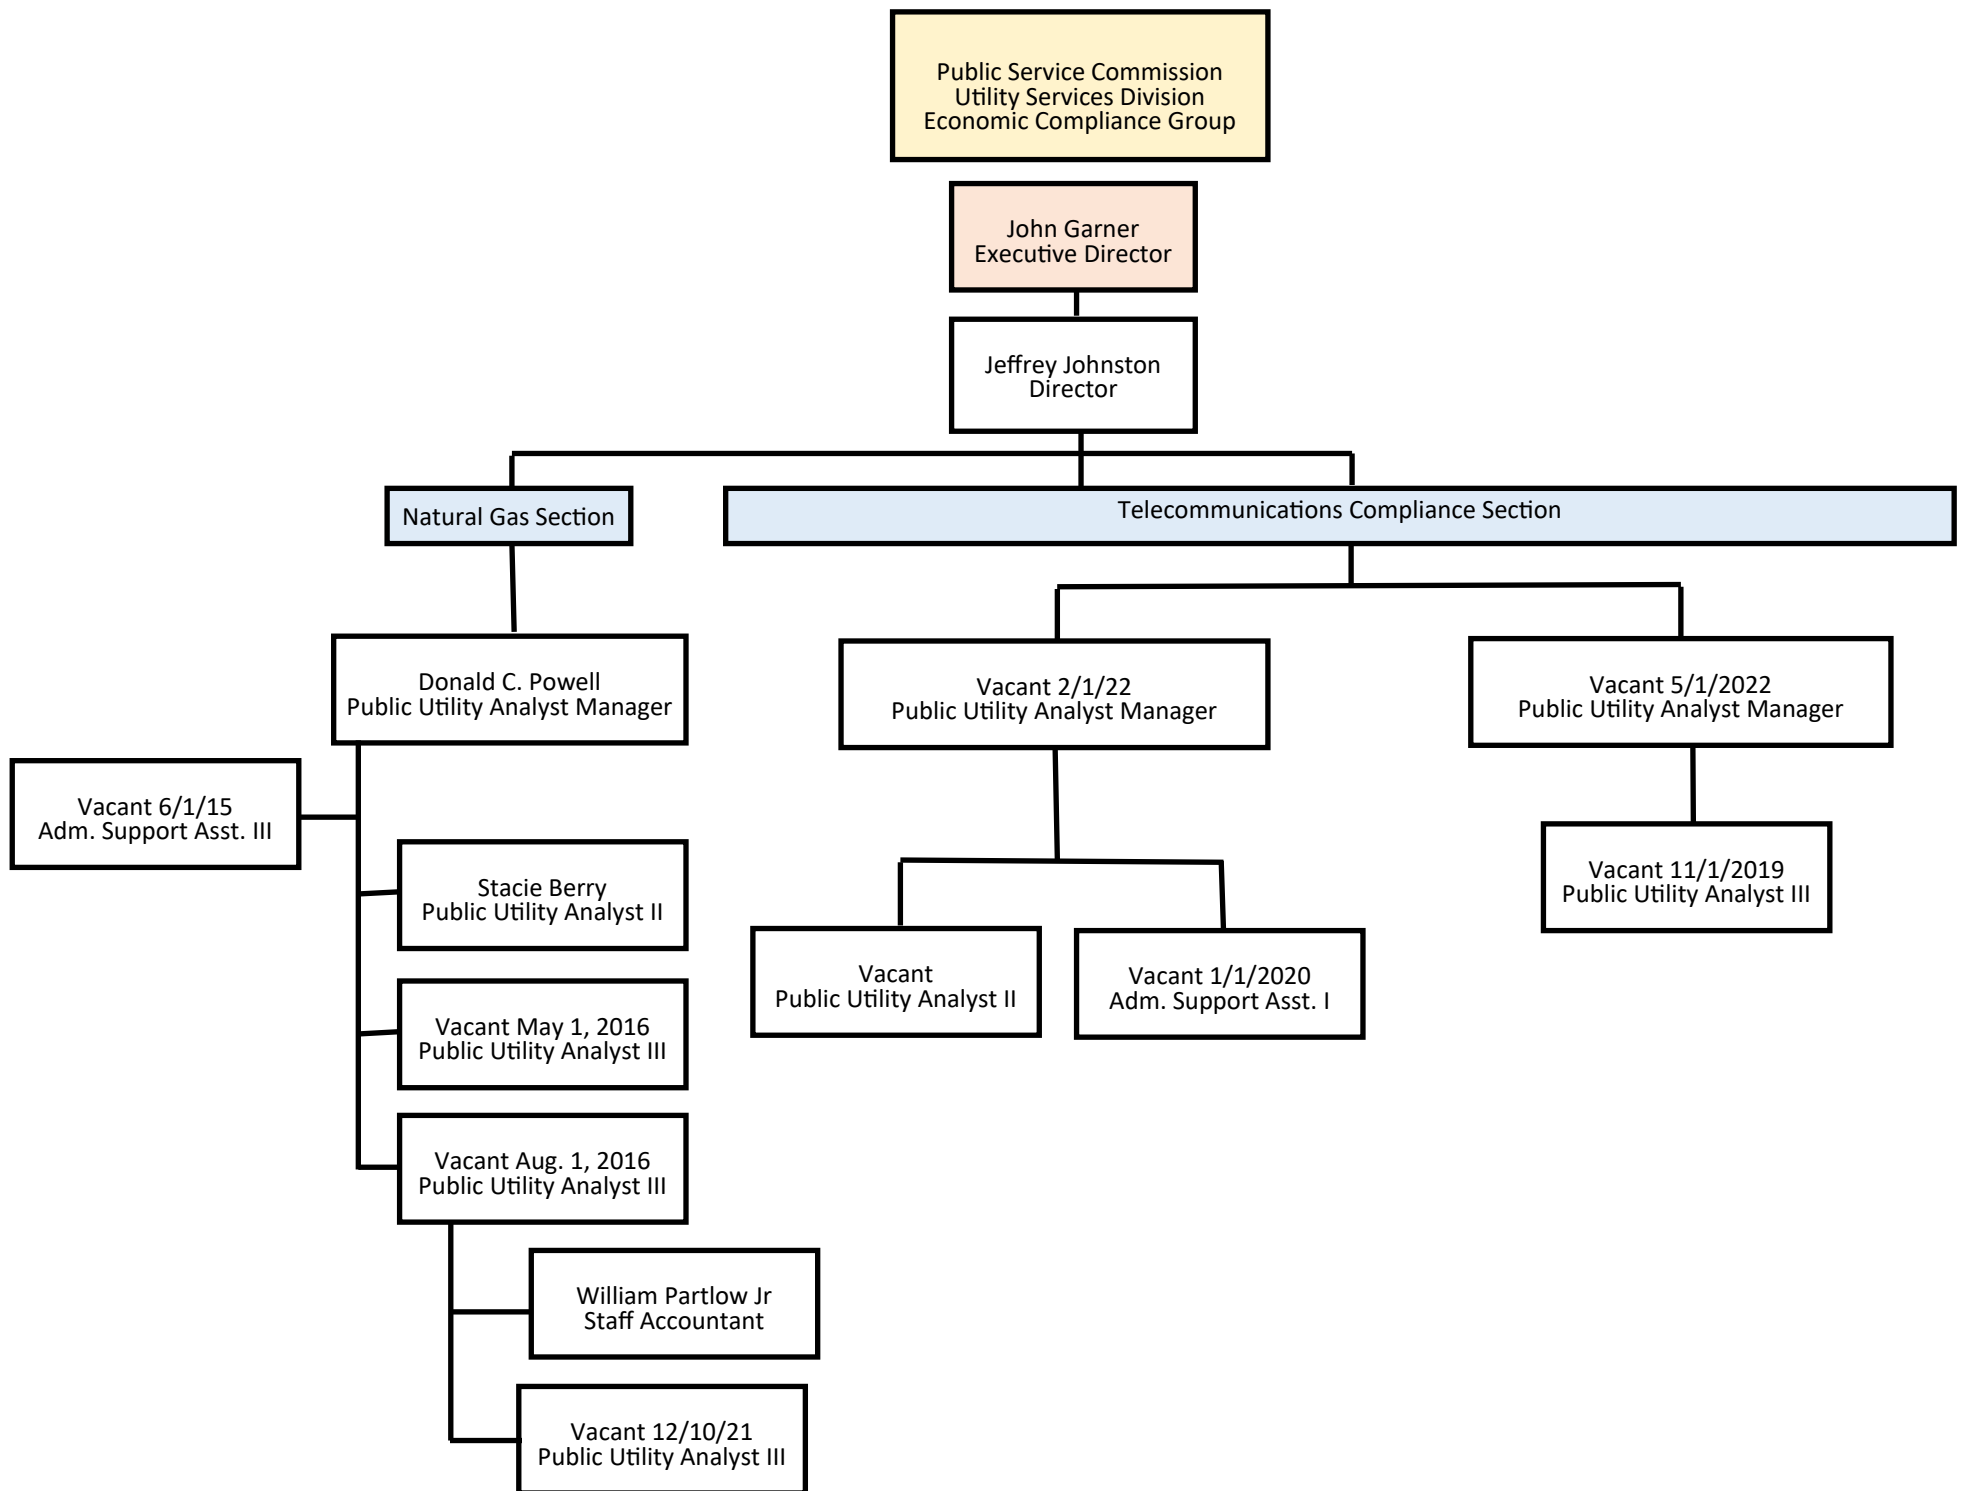 Public Service Commission
Utility Services Division
Economic Compliance Group
John Garner
Executive Director
Jeffrey Johnston
Director
Natural Gas Section
Telecommunications Compliance Section
Donald C. Powell
Public Utility Analyst Manager
Vacant 2/1/22
Public Utility Analyst Manager
Vacant 5/1/2022
Public Utility Analyst Manager
Vacant 6/1/15
Adm. Support Asst. III
Stacie Berry
Public Utility Analyst II
Vacant 11/1/2019
Public Utility Analyst III
Vacant
Public Utility Analyst II
Vacant 1/1/2020
Adm. Support Asst. I
Vacant May 1, 2016
Public Utility Analyst III
Vacant Aug. 1, 2016
Public Utility Analyst III
William Partlow Jr
Staff Accountant
Vacant 12/10/21
Public Utility Analyst III